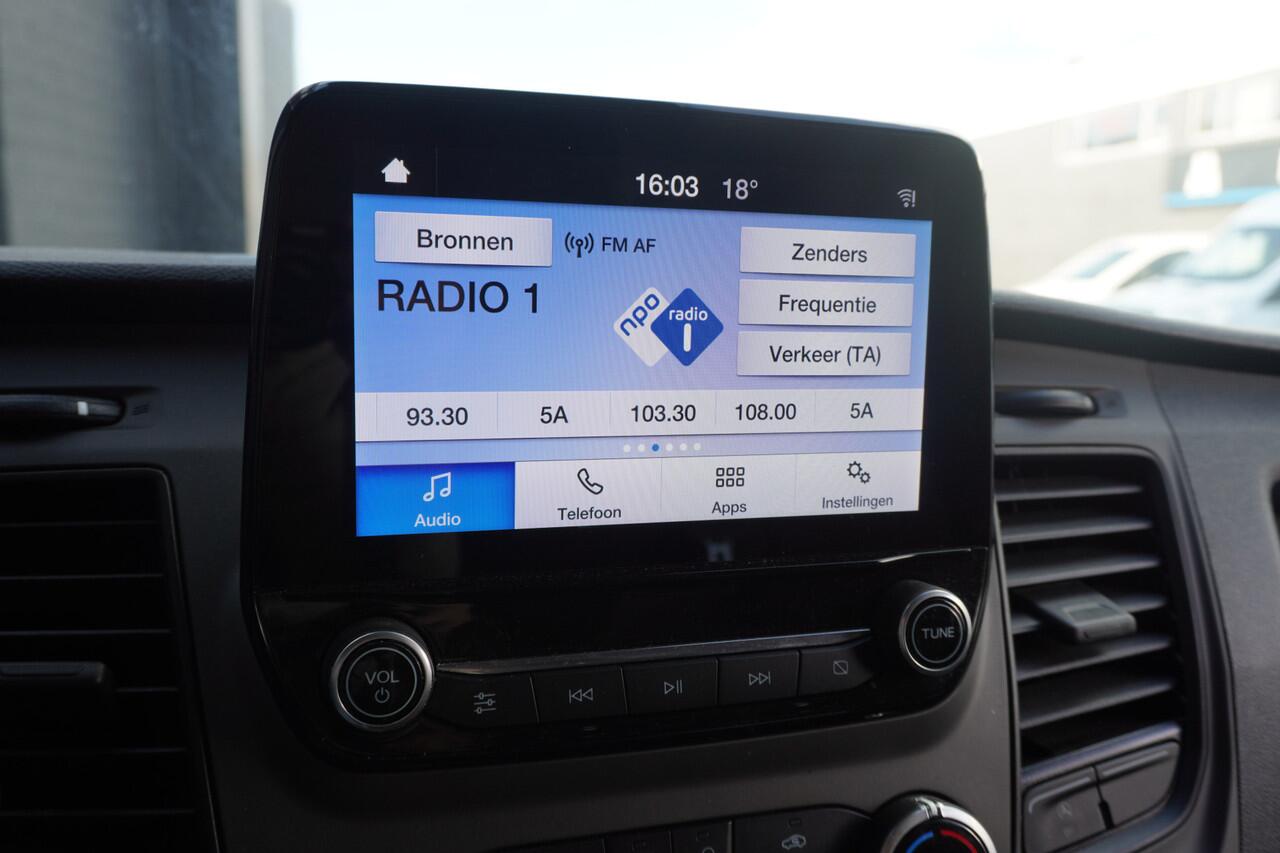 16:03 18°
Bronnen FM AF
Zenders
RADIO 1
npo radio 1
Frequentie
Verkeer (TA)
93.30 5A 103.30 108.00 5A
Audio Telefoon Apps Instellingen
VOL
TUNE